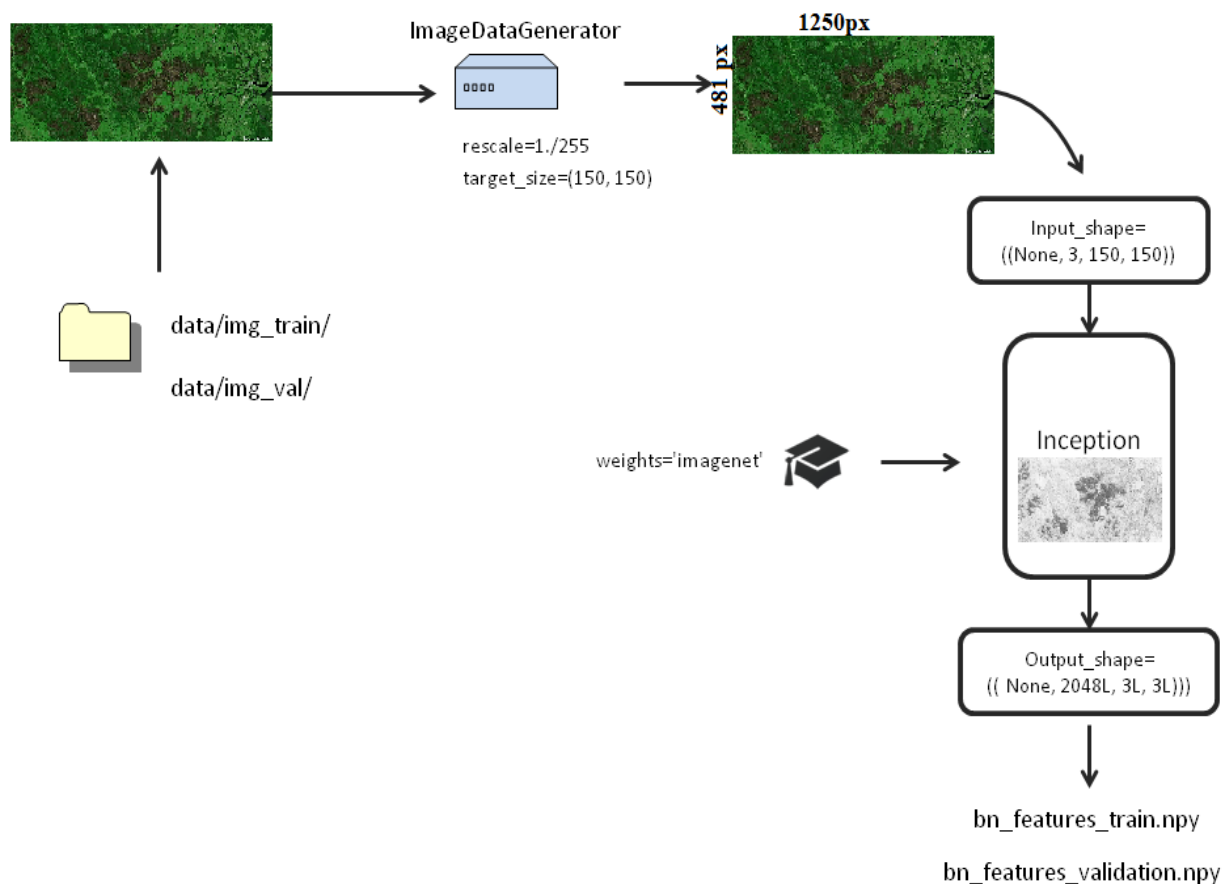 ImageDataGenerator
rescale=1./255
target_size=(150, 150)
1250px
481 px
Input_shape=
((None, 3, 150, 150))
data/img_train/
data/img_val/
weights='imagenet'
Inception
Output_shape=
(( None, 2048L, 3L, 3L)))
bn_features_train.npy
bn_features_validation.npy